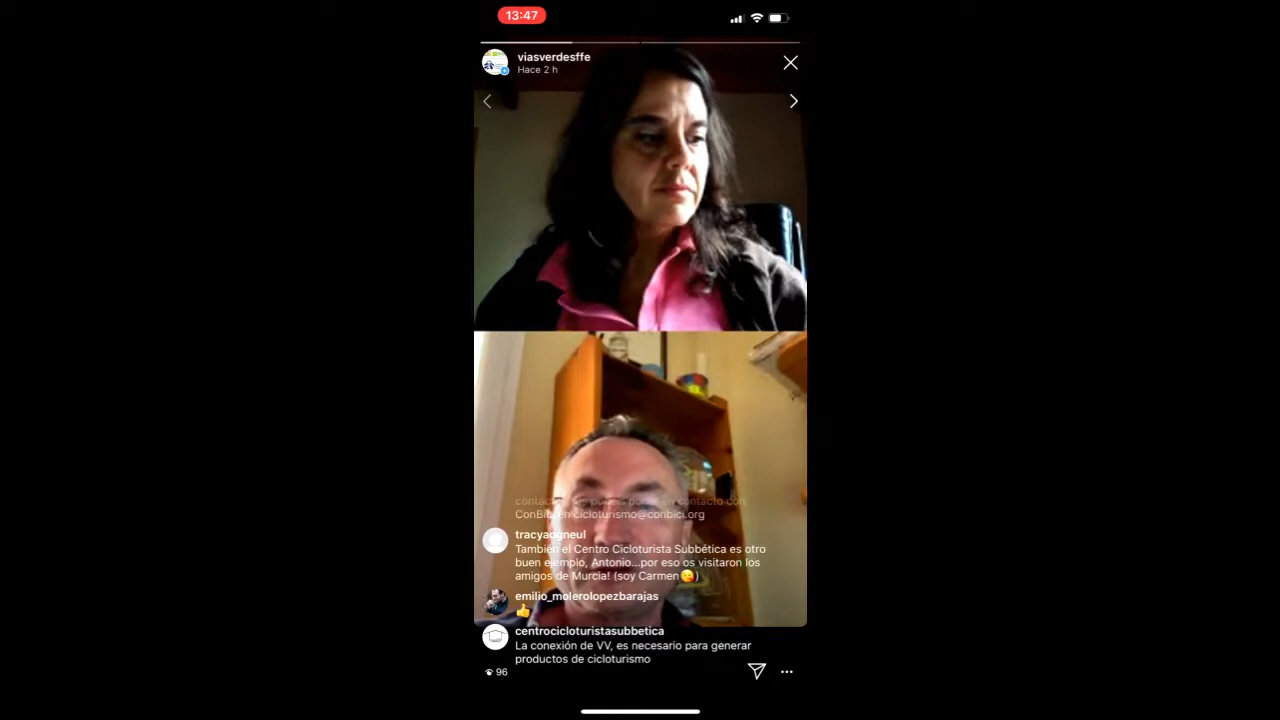 13:47
viasverdesffe
Hace 2 h
ConBici en cicloturismo@conbici.org
tracyaogneul
También el Centro Cicloturista Subbética es otro
buen ejemplo, Antonio...por eso os visitaron los
amigos de Murcia! (soy Carmen😋)
emilio_molerolopezbarajas
👍
centrocicloturistasubbetica
La conexión de VV, es necesario para generar
productos de cicloturismo
96